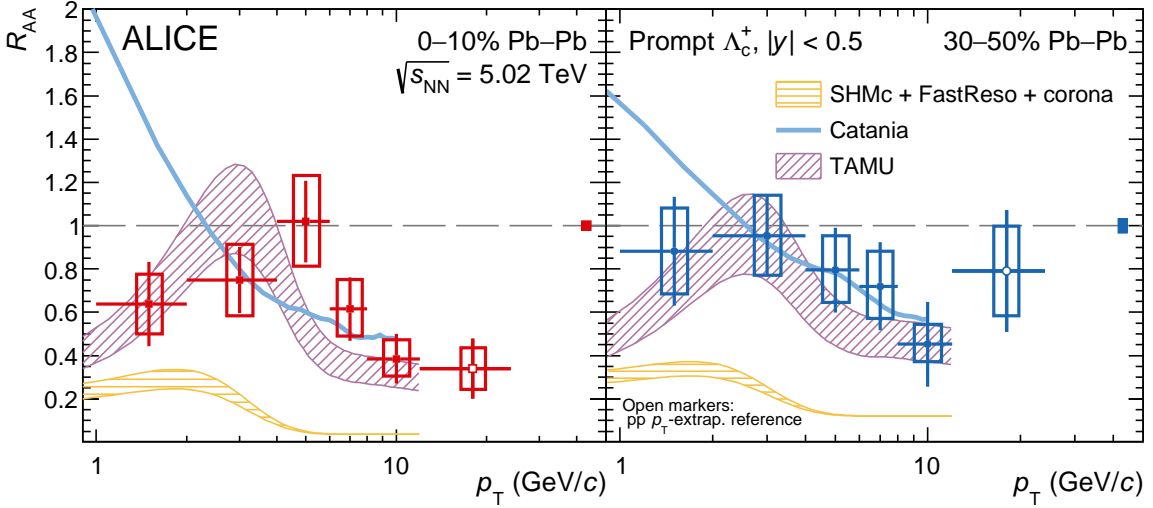 R_AA
2
1.8
1.6
1.4
1.2
1
0.8
0.6
0.4
0.2
ALICE
0–10% Pb–Pb
√s_NN = 5.02 TeV
1
10
p_T (GeV/c)
Prompt Λ_c^+, |y| < 0.5
30–50% Pb–Pb
SHMc + FastReso + corona
Catania
TAMU
Open markers:
pp p_T-extrap. reference
1
10
p_T (GeV/c)